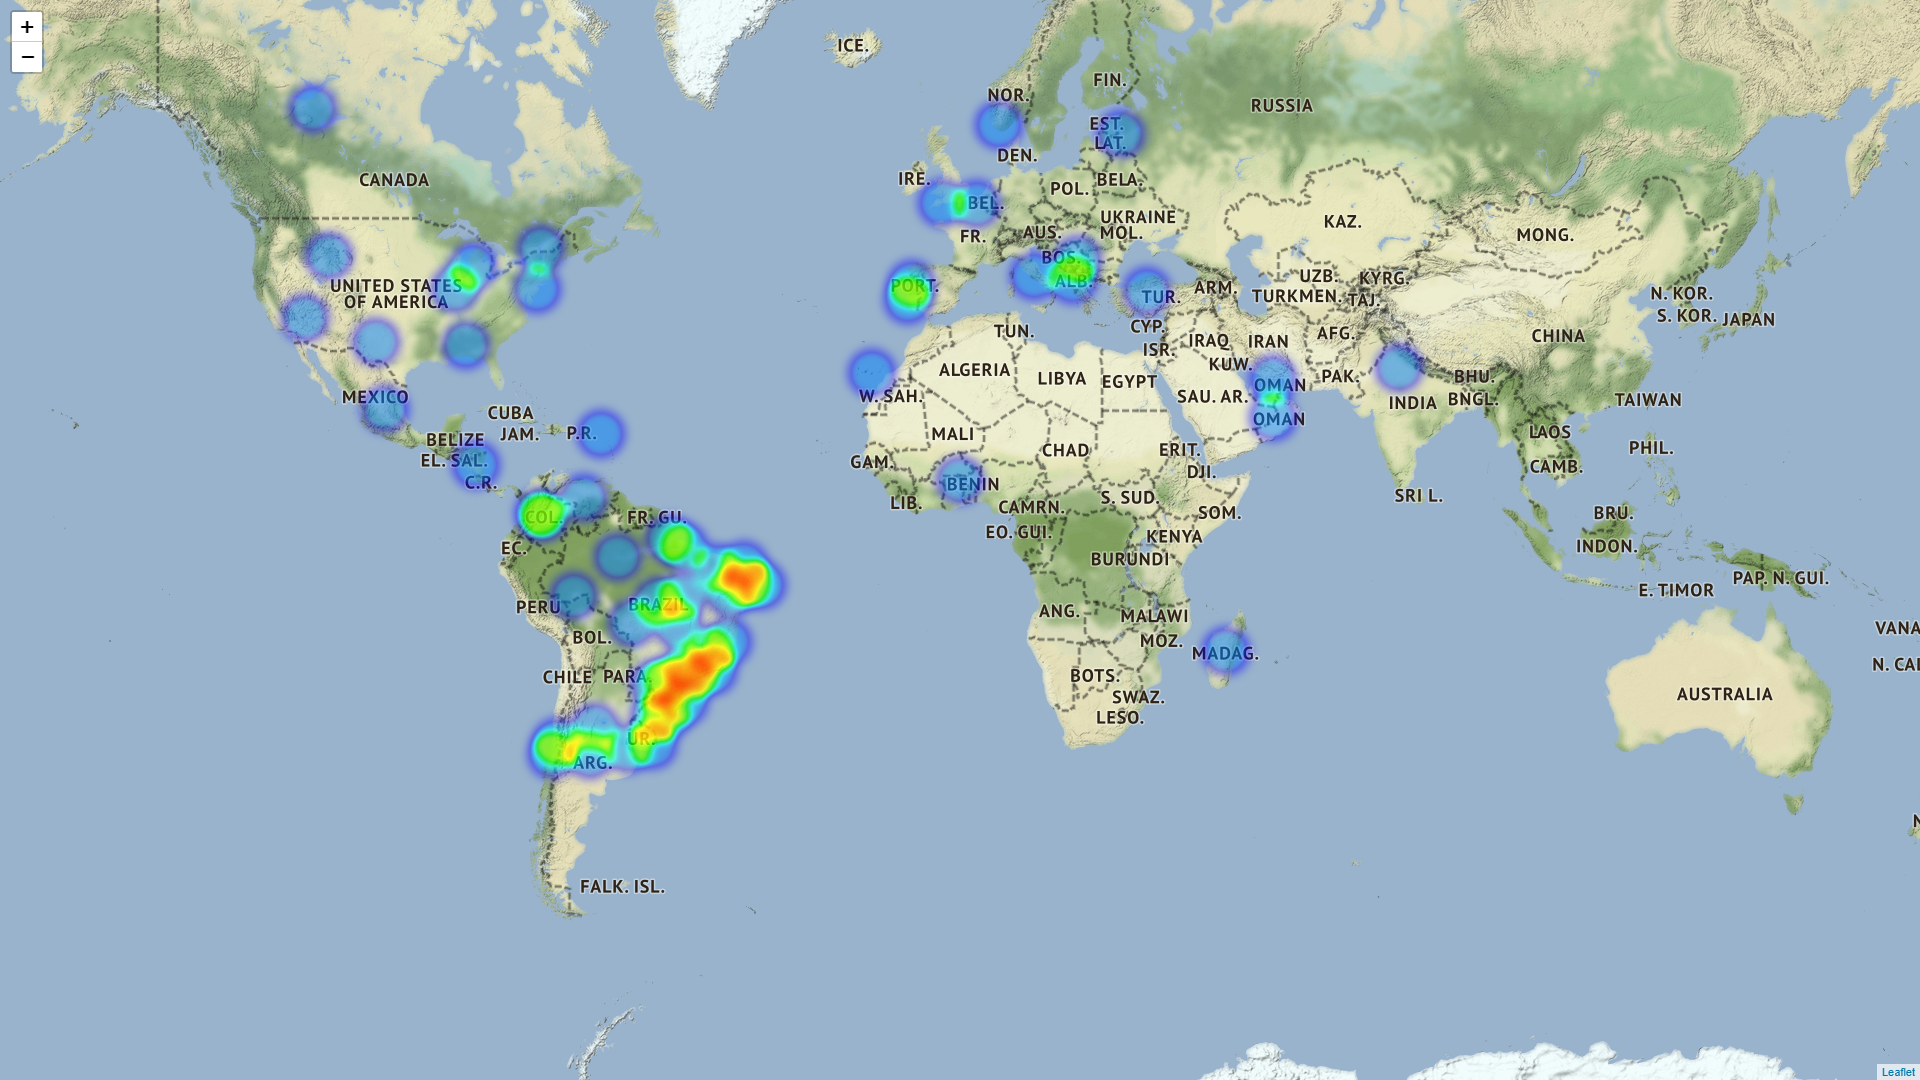 +
−
ICE.
FIN.
NOR.
RUSSIA
EST.
LAT.
DEN.
IRE.
CANADA
POL.
BELA.
BEL.
UKRAINE
MOL.
KAZ.
MONG.
FR.
AUS.
BOS.
ALB.
UNITED STATES
OF AMERICA
PORT.
TUR.
ARM.
UZB.
KYRG.
TURKMEN.
TAJ.
N. KOR.
S. KOR.
JAPAN
CHINA
TUN.
CYP.
ISR.
IRAQ
IRAN
AFG.
KUW.
PAK.
BHU.
ALGERIA
LIBYA
EGYPT
SAU. AR.
OMAN
OMAN
INDIA
BNGL.
TAIWAN
W. SAH.
MEXICO
CUBA
JAM.
P.R.
BELIZE
EL. SAL.
C.R.
MALI
CHAD
ERIT.
DJI.
LAOS
CAMB.
PHIL.
GAM.
BENIN
LIB.
CAMRN.
S. SUD.
SOM.
SRI L.
BRU.
COL.
FR. GU.
EC.
EO. GUI.
KENYA
BURUNDI
INDON.
E. TIMOR
PAP. N. GUI.
PERU
BRAZIL
BOL.
ANG.
MALAWI
MOZ.
MADAG.
VANA
N. CAL
CHILE
PARA.
BOTS.
SWAZ.
LESO.
AUSTRALIA
UR.
ARG.
FALK. ISL.
N
Leaflet